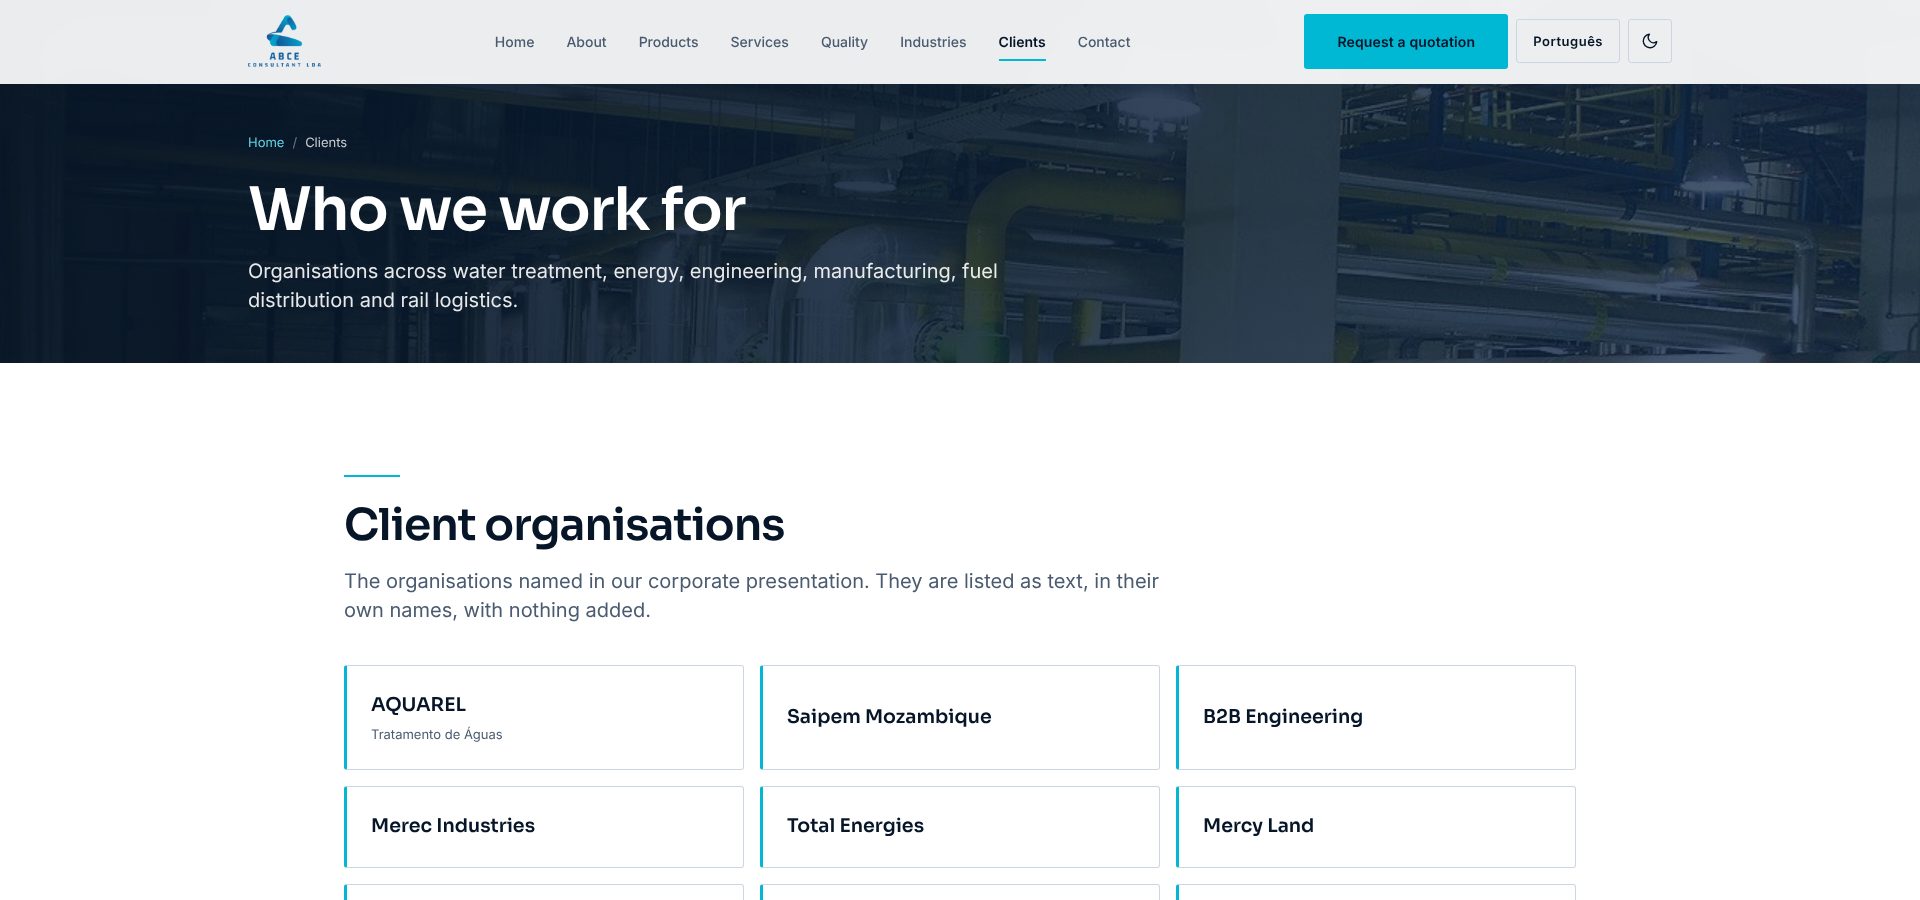 ABCE
CONSULTANT LDA
Home
About
Products
Services
Quality
Industries
Clients
Contact
Request a quotation
Português
Home / Clients
Who we work for
Organisations across water treatment, energy, engineering, manufacturing, fuel
distribution and rail logistics.
Client organisations
The organisations named in our corporate presentation. They are listed as text, in their
own names, with nothing added.
AQUAREL
Tratamento de Águas
Saipem Mozambique
B2B Engineering
Merec Industries
Total Energies
Mercy Land